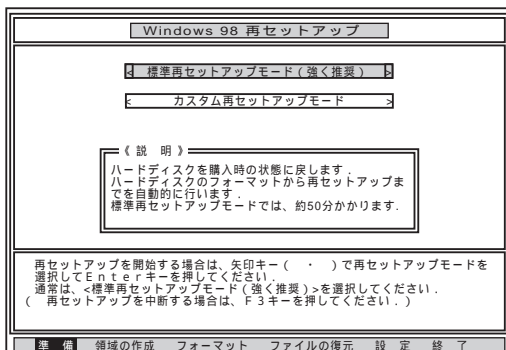 Windows 98 再セットアップ
< 標準再セットアップモード(強く推奨) >
< カスタム再セットアップモード >
《説 明》
ハードディスクを購入時の状態に戻します.
ハードディスクのフォーマットから再セットアップま
でを自動的に行います.
標準再セットアップモードでは、約50分かかります.
再セットアップを開始する場合は、矢印キー( ・ )で再セットアップモードを
選択してEnterキーを押してください.
通常は、<標準再セットアップモード(強く推奨)>を選択してください.
( 再セットアップを中断する場合は、F3キーを押してください.)
準 備 領域の作成 フォーマット ファイルの復元 設 定 終 了